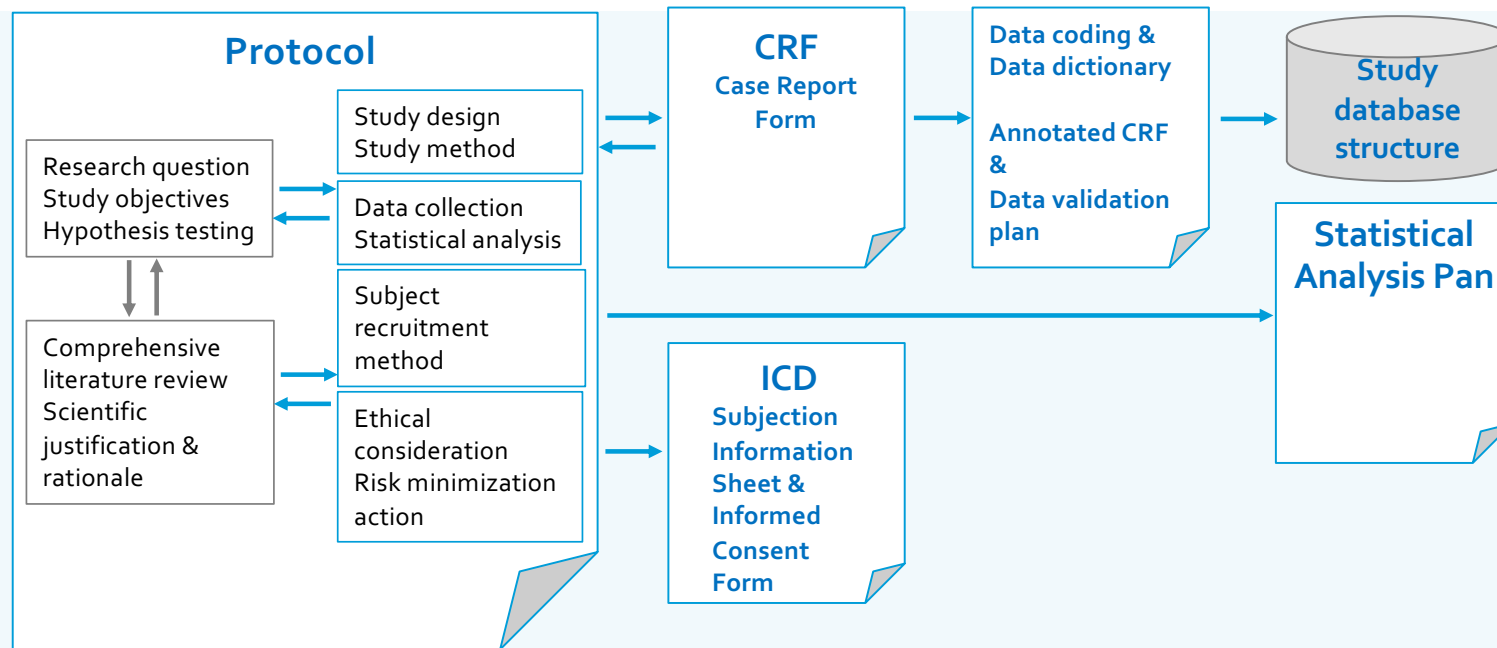 Protocol
Research question
Study objectives
Hypothesis testing
Comprehensive
literature review
Scientific
justification &
rationale
Study design
Study method
Data collection
Statistical analysis
Subject
recruitment
method
Ethical
consideration
Risk minimization
action
CRF
Case Report
Form
Data coding &
Data dictionary
Annotated CRF
&
Data validation
plan
Study
database
structure
Statistical
Analysis Pan
ICD
Subjection
Information
Sheet &
Informed
Consent
Form